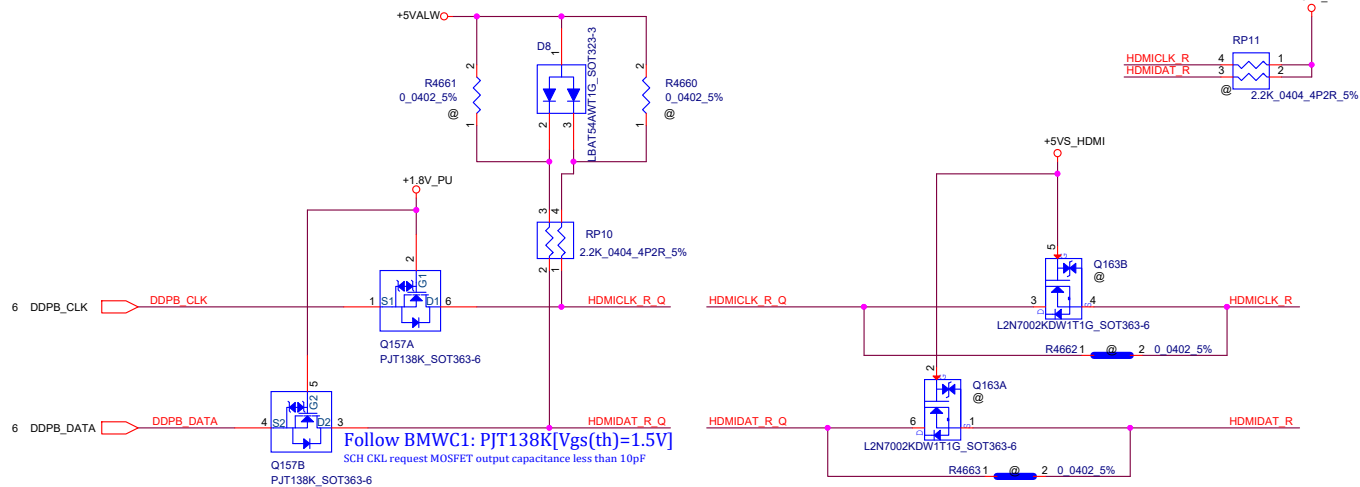 +5VALW
D8
1
LBAT54AWT1G_SOT323-3
2
3
2
R4661
0_0402_5%
@
1
2
R4660
0_0402_5%
@
1
RP11
HDMICLK_R
4
1
HDMIDAT_R
3
2
@
2.2K_0404_4P2R_5%
+1.8V_PU
3
4
RP10
2.2K_0404_4P2R_5%
2
1
+5VS_HDMI
2
G1
6 DDPB_CLK
DDPB_CLK
1
S1
D1
6
HDMICLK_R_Q
Q157A
PJT138K_SOT363-6
HDMICLK_R_Q
5
G
Q163B
@
3
D
S
4
HDMICLK_R
L2N7002KDW1T1G_SOT363-6
R4662
1
@
2
0_0402_5%
5
G2
6 DDPB_DATA
DDPB_DATA
4
S2
D2
3
HDMIDAT_R_Q
Q157B
PJT138K_SOT363-6
Follow BMWC1: PJT138K[Vgs(th)=1.5V]
SCH CKL request MOSFET output capacitance less than 10pF
HDMIDAT_R_Q
2
G
Q163A
@
6
D
S
1
HDMIDAT_R
L2N7002KDW1T1G_SOT363-6
R4663
1
@
2
0_0402_5%